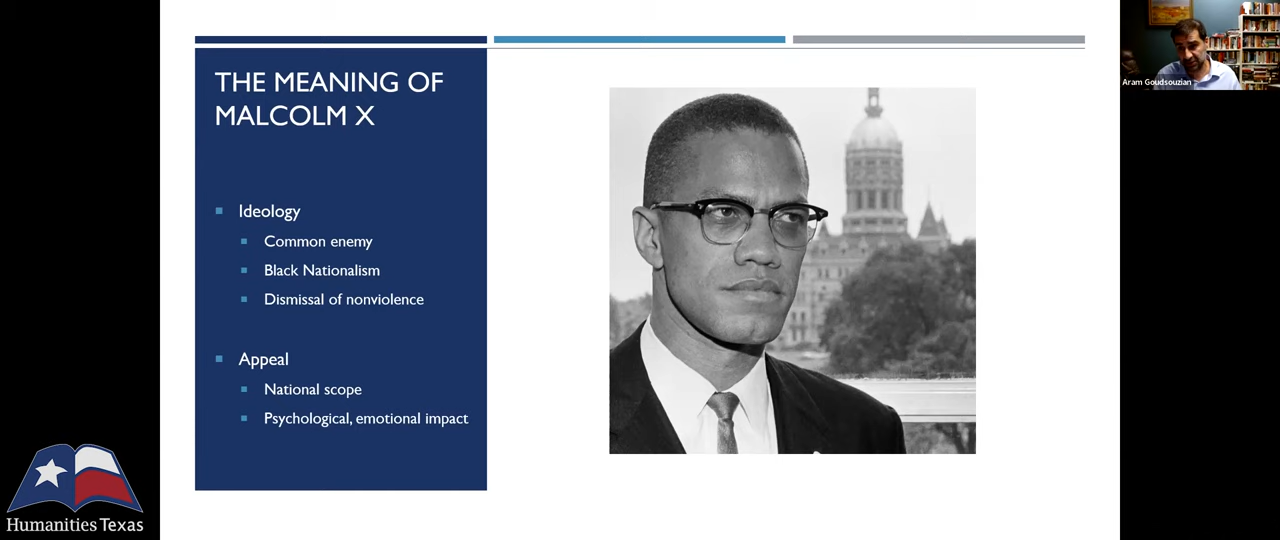 THE MEANING OF
MALCOLM X
Ideology
Common enemy
Black Nationalism
Dismissal of nonviolence
Appeal
National scope
Psychological, emotional impact
Humanities Texas
Aram Goudsouzian